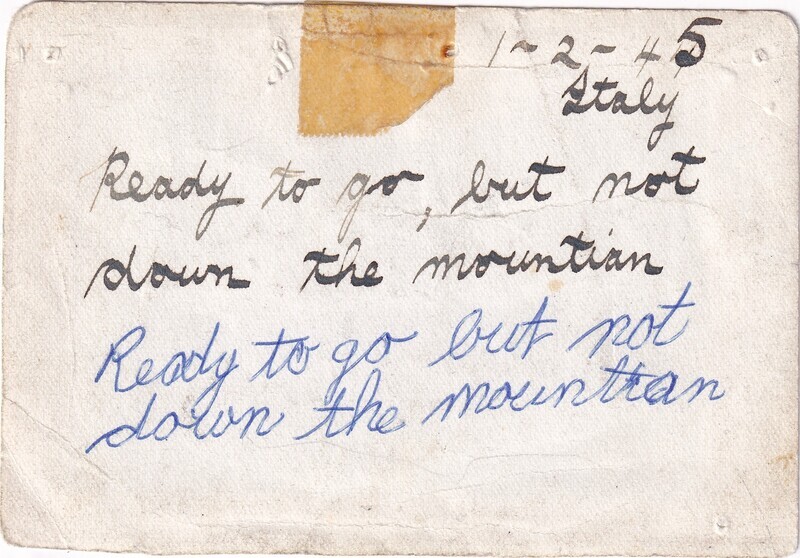 1-2-45
Italy
Ready to go, but not
down the mountian
Ready to go but not
down the mounttan